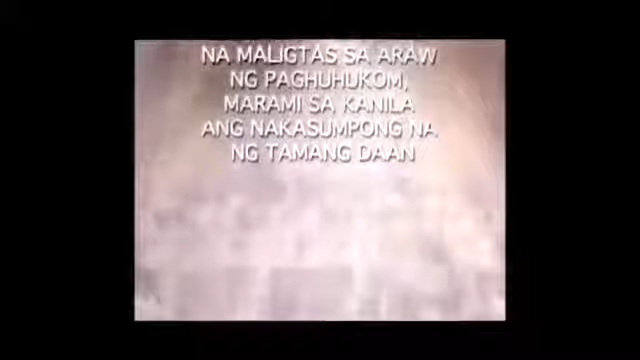 NA MALIGTAS SA ARAW
NG PAGHUHUKOM,
MARAMI SA KANILA
ANG NAKASUMPONG NA
NG TAMANG DAAN